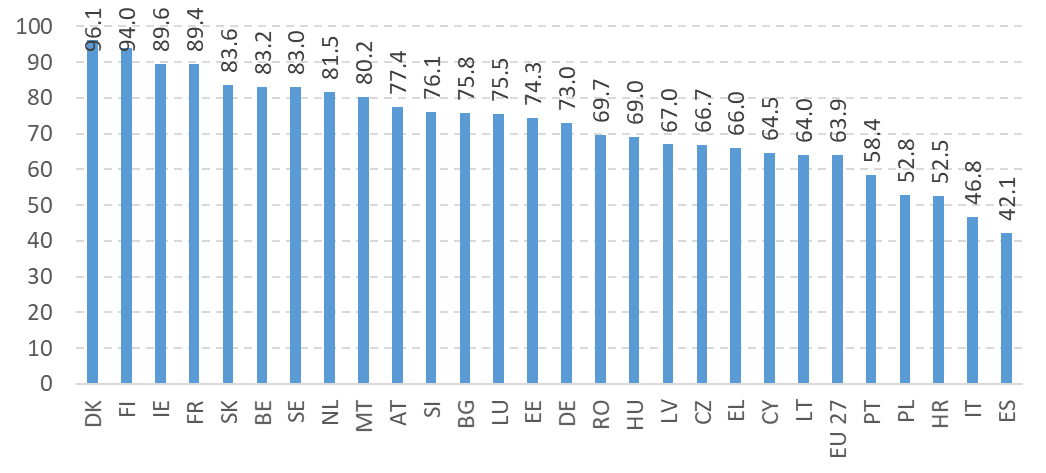 100
90
80
70
60
50
40
30
20
10
0
96.1
94.0
89.6
89.4
83.6
83.2
83.0
81.5
80.2
77.4
76.1
75.8
75.5
74.3
73.0
69.7
69.0
67.0
66.7
66.0
64.5
64.0
63.9
58.4
52.8
52.5
46.8
42.1
DK
FI
IE
FR
SK
BE
SE
NL
MT
AT
SI
BG
LU
EE
DE
RO
HU
LV
CZ
EL
CY
LT
EU 27
PT
PL
HR
IT
ES